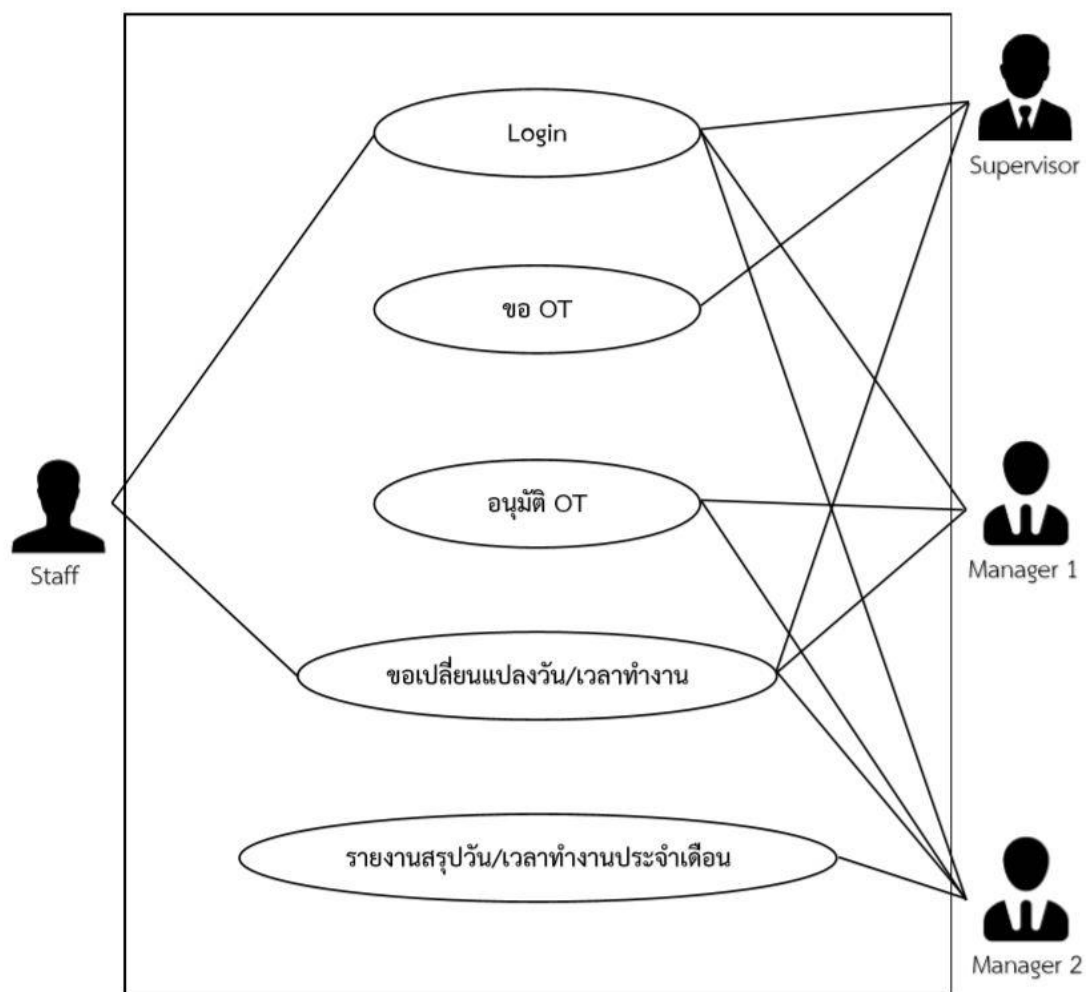 Login
Supervisor
ขอ OT
อนุมัติ OT
Staff
Manager 1
ขอเปลี่ยนแปลงวัน/เวลาทำงาน
รายงานสรุปวัน/เวลาทำงานประจำเดือน
Manager 2